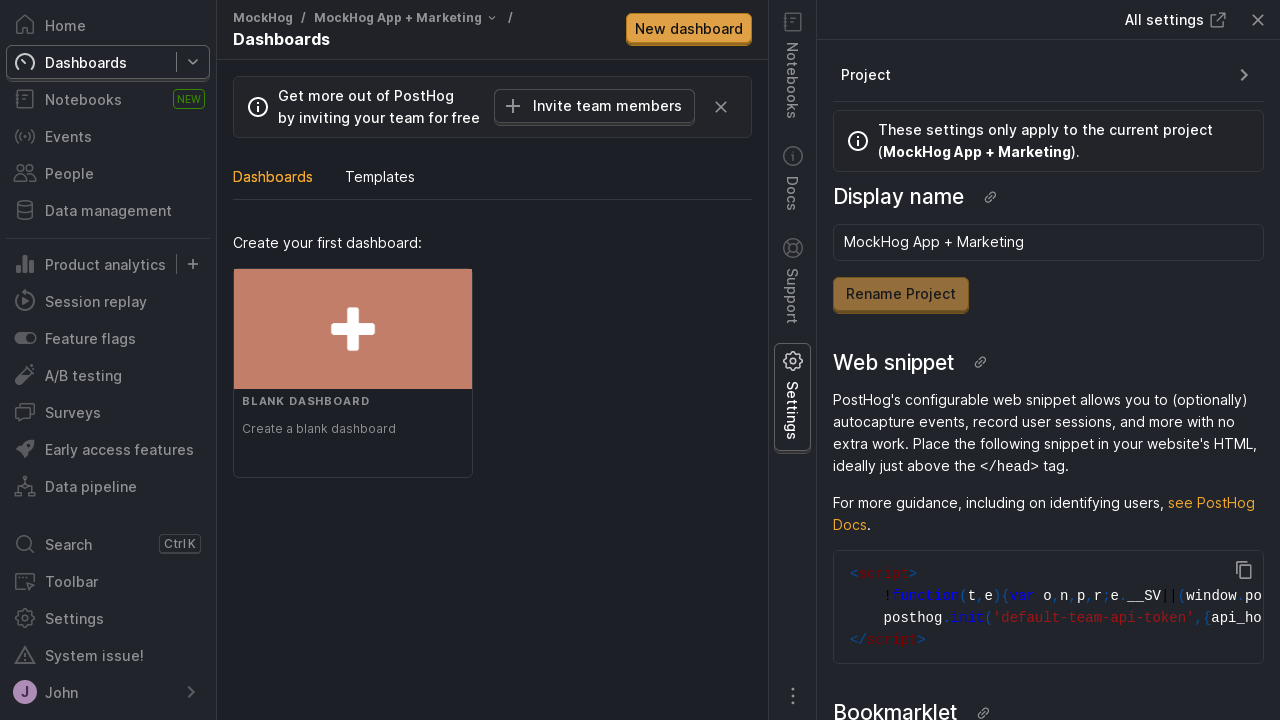 Home
Dashboards
Notebooks
NEW
Events
People
Data management
Product analytics
Session replay
Feature flags
A/B testing
Surveys
Early access features
Data pipeline
Search
Ctrl K
Toolbar
Settings
System issue!
J
John
MockHog / MockHog App + Marketing /
Dashboards
New dashboard
Get more out of PostHog
by inviting your team for free
Invite team members
Dashboards
Templates
Create your first dashboard:
BLANK DASHBOARD
Create a blank dashboard
Notebooks
Docs
Support
Settings
All settings
Project
These settings only apply to the current project
(MockHog App + Marketing).
Display name
MockHog App + Marketing
Rename Project
Web snippet
PostHog's configurable web snippet allows you to (optionally)
autocapture events, record user sessions, and more with no
extra work. Place the following snippet in your website's HTML,
ideally just above the </head> tag.
For more guidance, including on identifying users, see PostHog
Docs.
<script>
!function(t,e){var o,n,p,r;e.__SV||(window.po
posthog.init('default-team-api-token',{api_ho
</script>
Bookmarklet